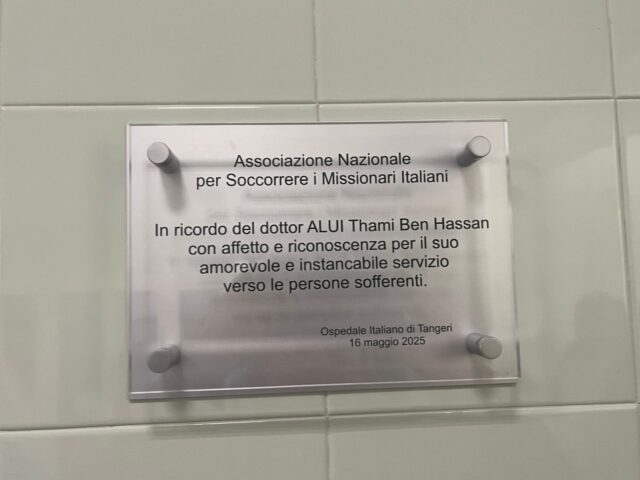 Associazione Nazionale
per Soccorrere i Missionari Italiani
In ricordo del dottor ALUI Thami Ben Hassan
con affetto e riconoscenza per il suo
amorevole e instancabile servizio
verso le persone sofferenti.
Ospedale Italiano di Tangeri
16 maggio 2025